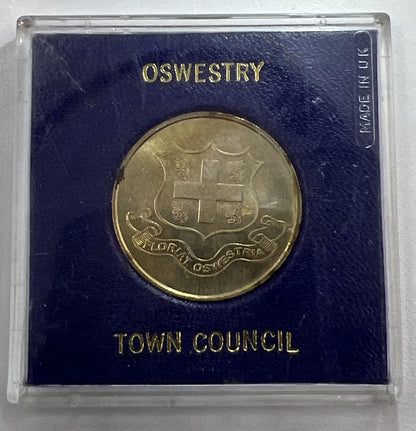 OSWESTRY
MADE IN UK
FLOREAT OSWESTRIA
TOWN COUNCIL